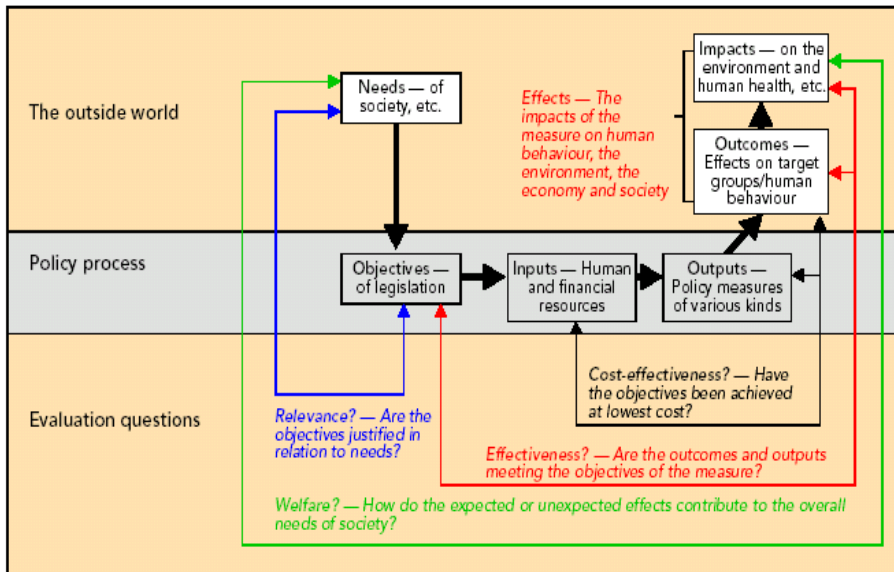 The outside world
Needs — of
society, etc.
Effects — The
impacts of the
measure on human
behaviour, the
environment, the
economy and society
Impacts — on the
environment and
human health, etc.
Outcomes —
Effects on target
groups/human
behaviour
Policy process
Objectives —
of legislation
Inputs — Human
and financial
resources
Outputs —
Policy measures
of various kinds
Evaluation questions
Cost-effectiveness? — Have
the objectives been achieved
at lowest cost?
Relevance? — Are the
objectives justified in
relation to needs?
Effectiveness? — Are the outcomes and outputs
meeting the objectives of the measure?
Welfare? — How do the expected or unexpected effects contribute to the overall
needs of society?